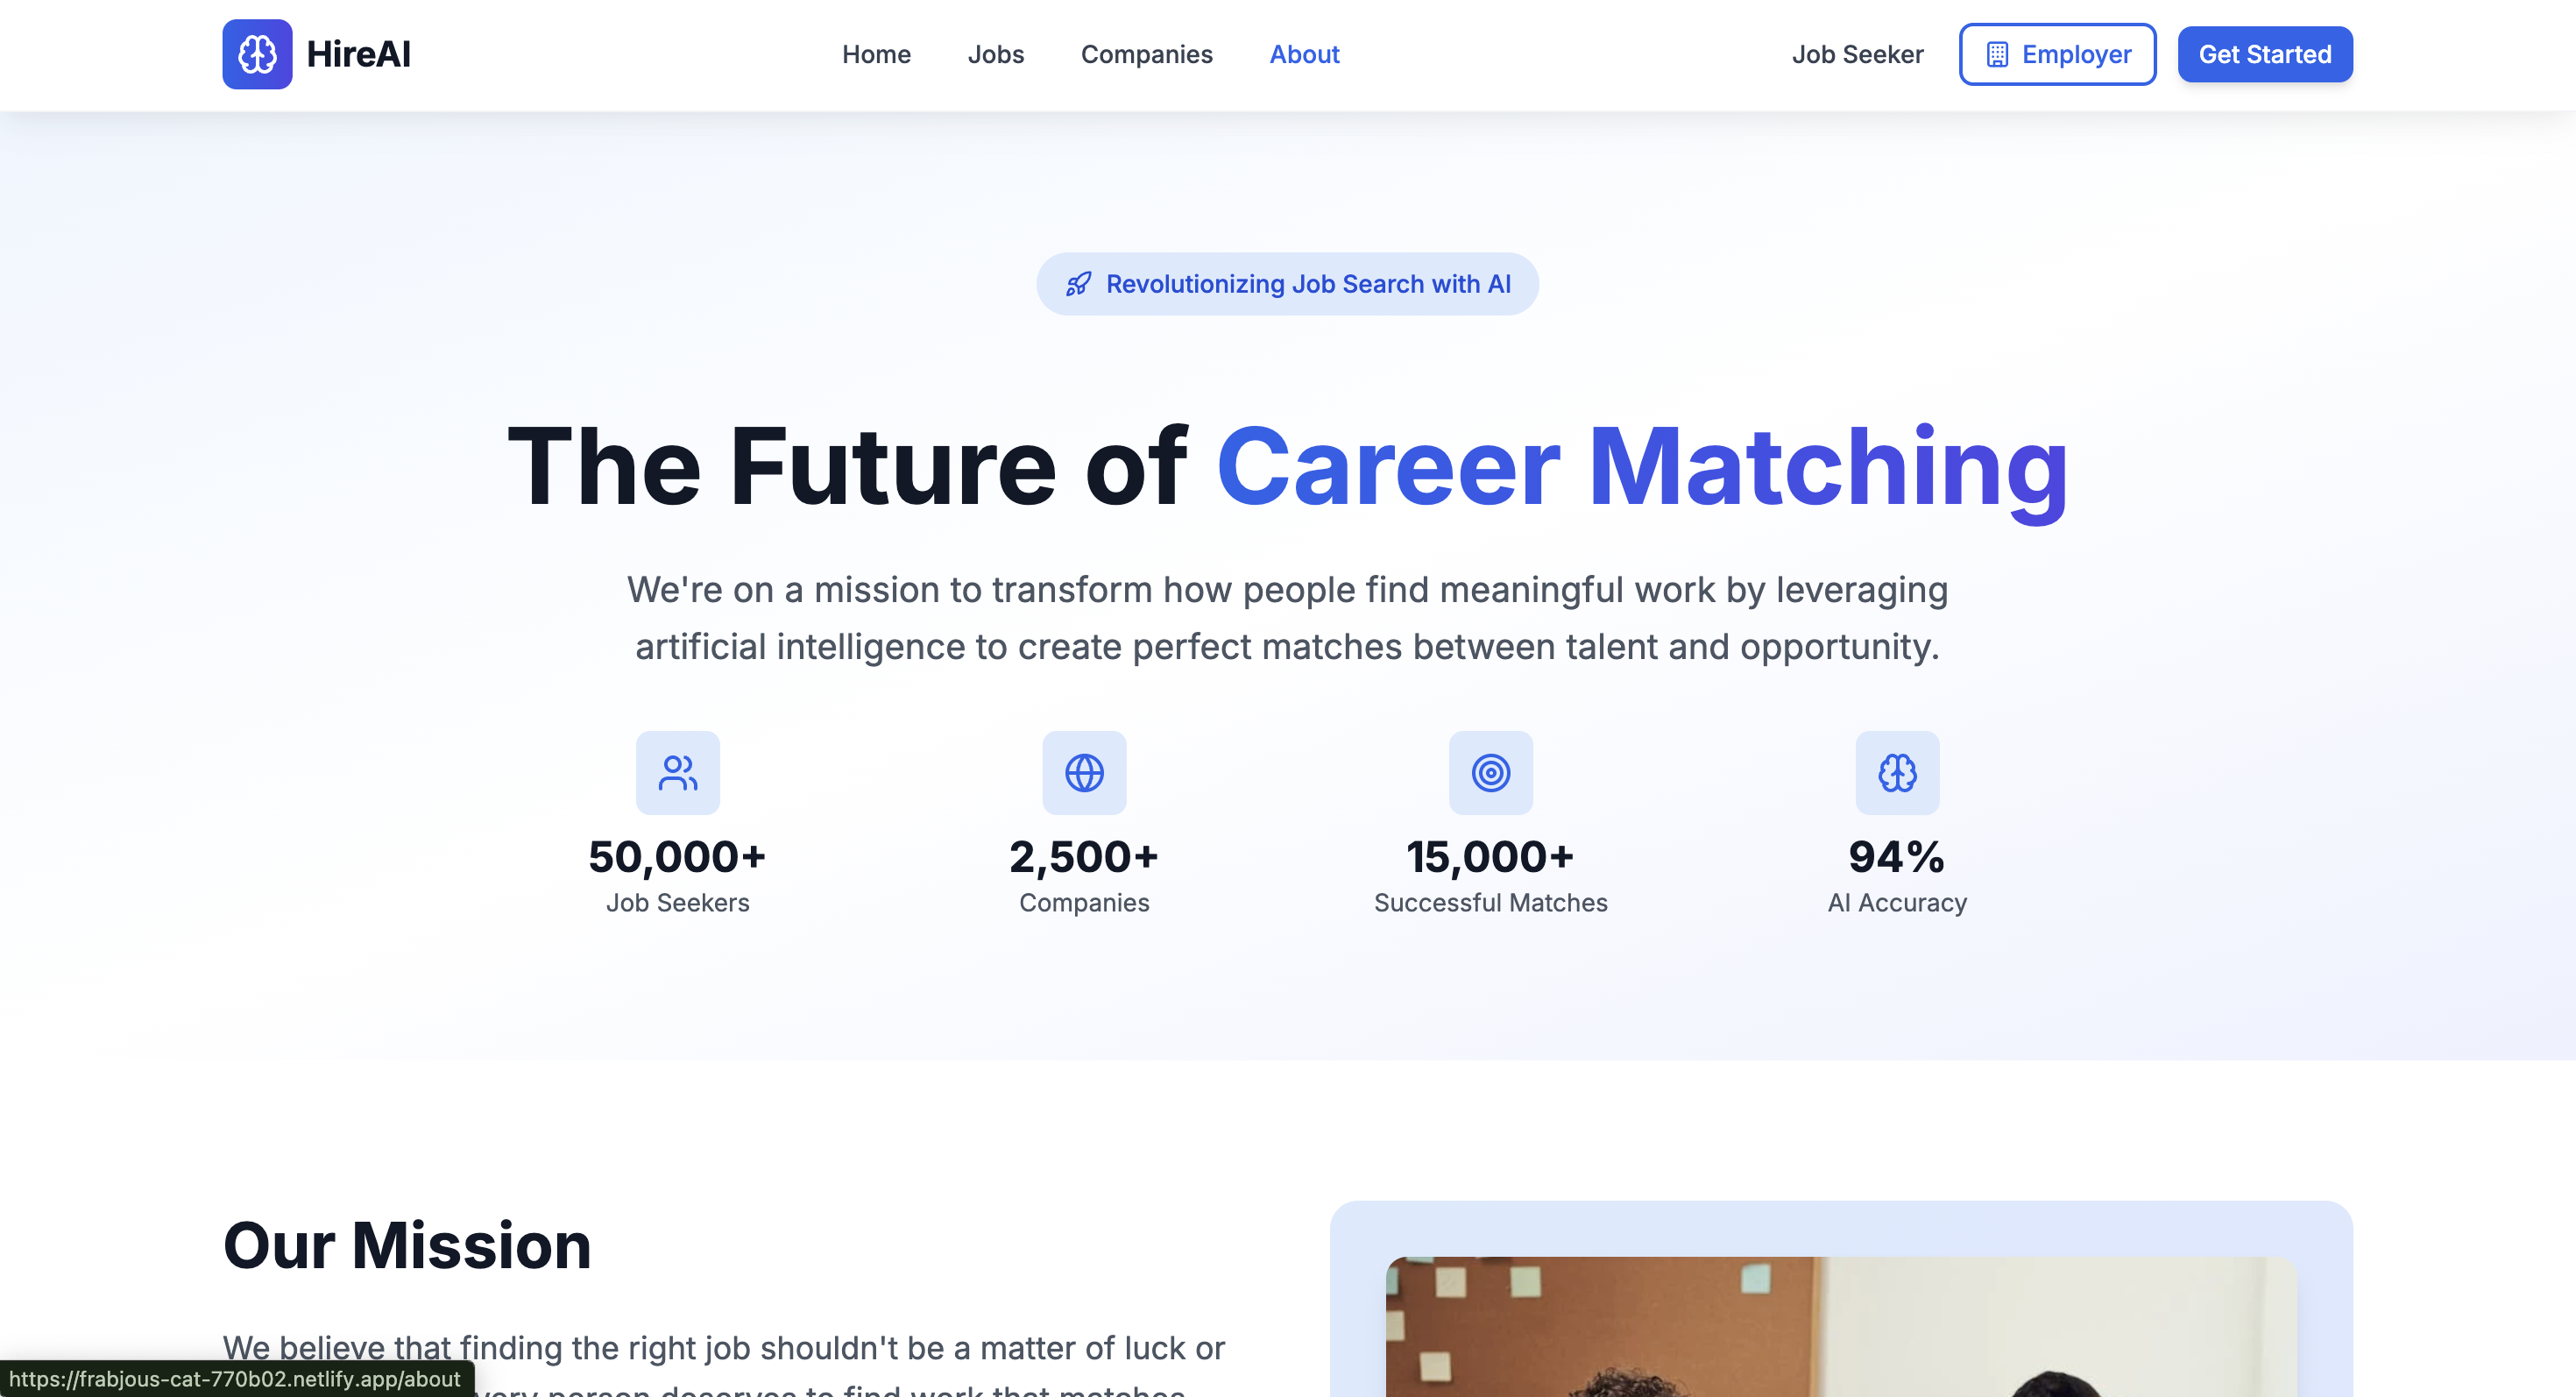 HireAI
Home Jobs Companies About
Job Seeker Employer Get Started
Revolutionizing Job Search with AI
The Future of Career Matching
We're on a mission to transform how people find meaningful work by leveraging
artificial intelligence to create perfect matches between talent and opportunity.
50,000+ 2,500+ 15,000+ 94%
Job Seekers Companies Successful Matches AI Accuracy
Our Mission
We believe that finding the right job shouldn't be a matter of luck or
person deserves to find work that matches
https://frabjous-cat-770b02.netlify.app/about